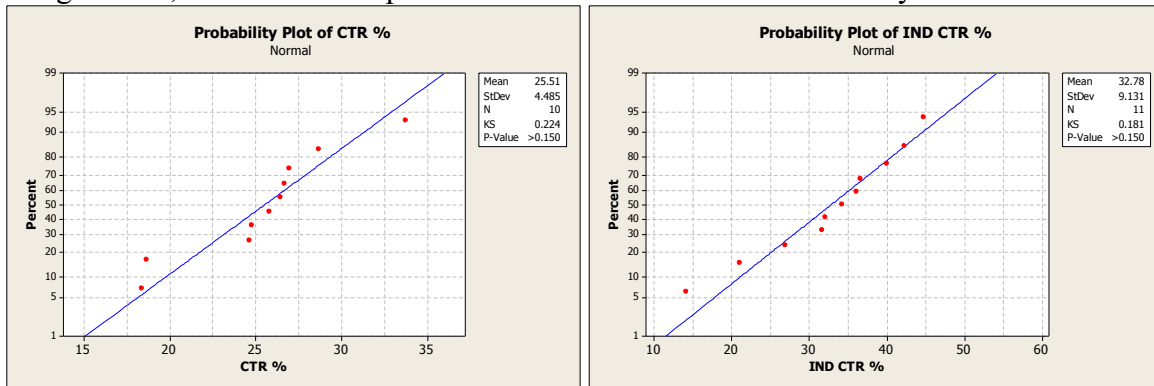 Probability Plot of CTR %
Normal
99
95
90
80
70
60
50
40
30
20
10
5
1
Percent
15 20 25 30 35
CTR %
Mean 25.51
StDev 4.485
N 10
KS 0.224
P-Value >0.150
Probability Plot of IND CTR %
Normal
99
95
90
80
70
60
50
40
30
20
10
5
1
Percent
10 20 30 40 50 60
IND CTR %
Mean 32.78
StDev 9.131
N 11
KS 0.181
P-Value >0.150